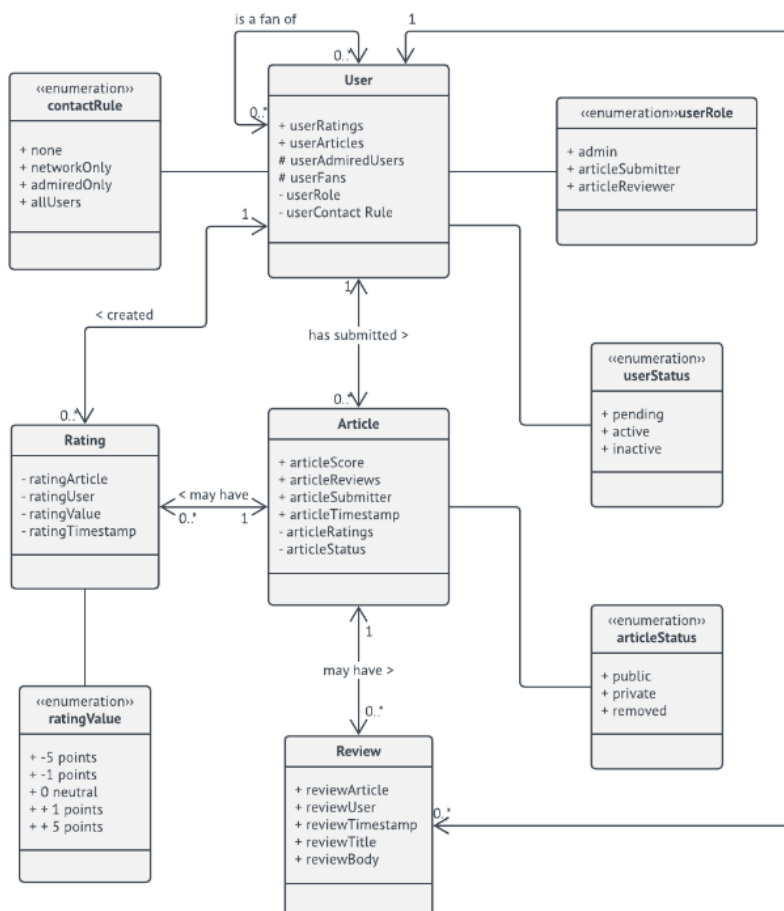 is a fan of
1
0..*
User
0..*
+ userRatings
+ userArticles
# userAdmiredUsers
# userFans
- userRole
- userContact Rule
1
‹‹enumeration››
contactRule
+ none
+ networkOnly
+ admiredOnly
+ allUsers
‹‹enumeration››userRole
+ admin
+ articleSubmitter
+ articleReviewer
1
< created
has submitted >
‹‹enumeration››
userStatus
+ pending
+ active
+ inactive
0..*
0..*
Rating
- ratingArticle
- ratingUser
- ratingValue
- ratingTimestamp
< may have
0..*
1
Article
+ articleScore
+ articleReviews
+ articleSubmitter
+ articleTimestamp
- articleRatings
- articleStatus
1
may have >
0..*
‹‹enumeration››
articleStatus
+ public
+ private
+ removed
‹‹enumeration››
ratingValue
+ -5 points
+ -1 points
+ 0 neutral
+ + 1 points
+ + 5 points
Review
+ reviewArticle
+ reviewUser
+ reviewTimestamp
+ reviewTitle
+ reviewBody
0..*